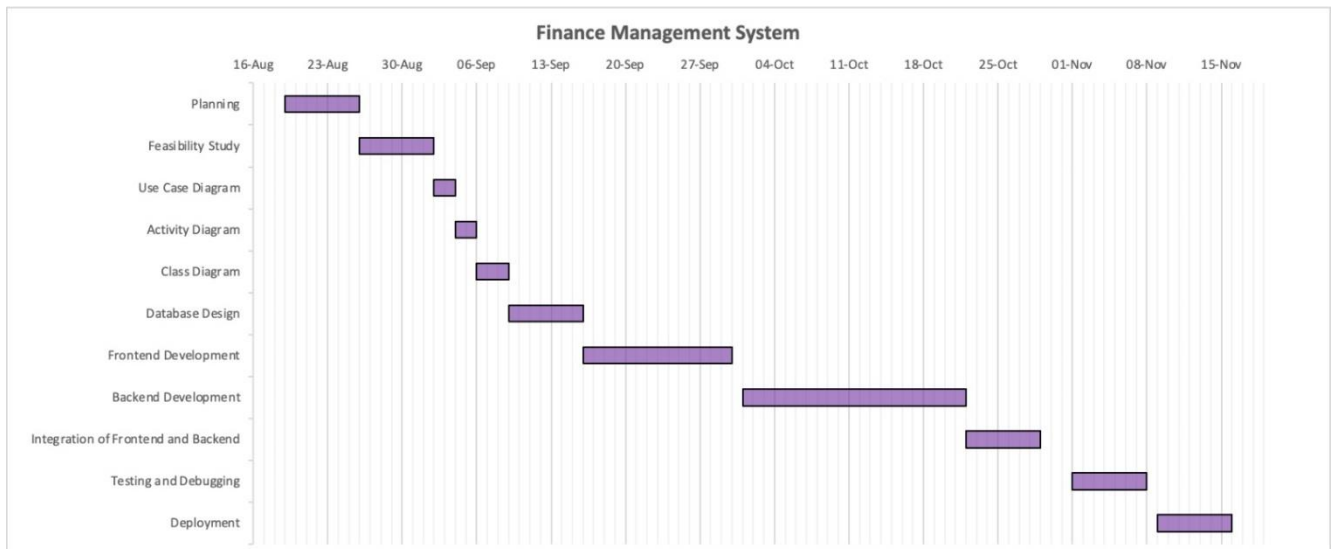 Finance Management System
16-Aug 23-Aug 30-Aug 06-Sep 13-Sep 20-Sep 27-Sep 04-Oct 11-Oct 18-Oct 25-Oct 01-Nov 08-Nov 15-Nov
Planning
Feasibility Study
Use Case Diagram
Activity Diagram
Class Diagram
Database Design
Frontend Development
Backend Development
Integration of Frontend and Backend
Testing and Debugging
Deployment